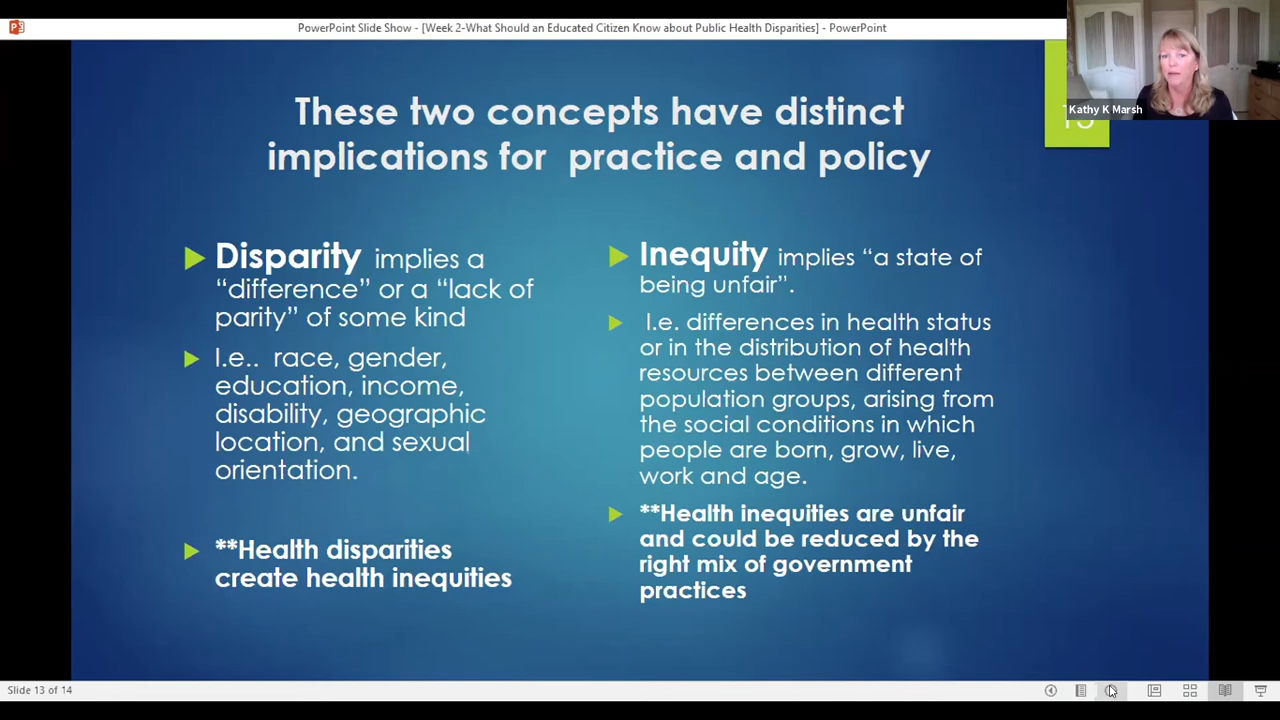 PowerPoint Slide Show - [Week 2-What Should an Educated Citizen Know about Public Health Disparities] - PowerPoint
Kathy K Marsh
These two concepts have distinct
implications for practice and policy
Disparity implies a
“difference” or a “lack of
parity” of some kind
I.e.. race, gender,
education, income,
disability, geographic
location, and sexual
orientation.
**Health disparities
create health inequities
Inequity implies “a state of
being unfair”.
I.e. differences in health status
or in the distribution of health
resources between different
population groups, arising from
the social conditions in which
people are born, grow, live,
work and age.
**Health inequities are unfair
and could be reduced by the
right mix of government
practices
Slide 13 of 14